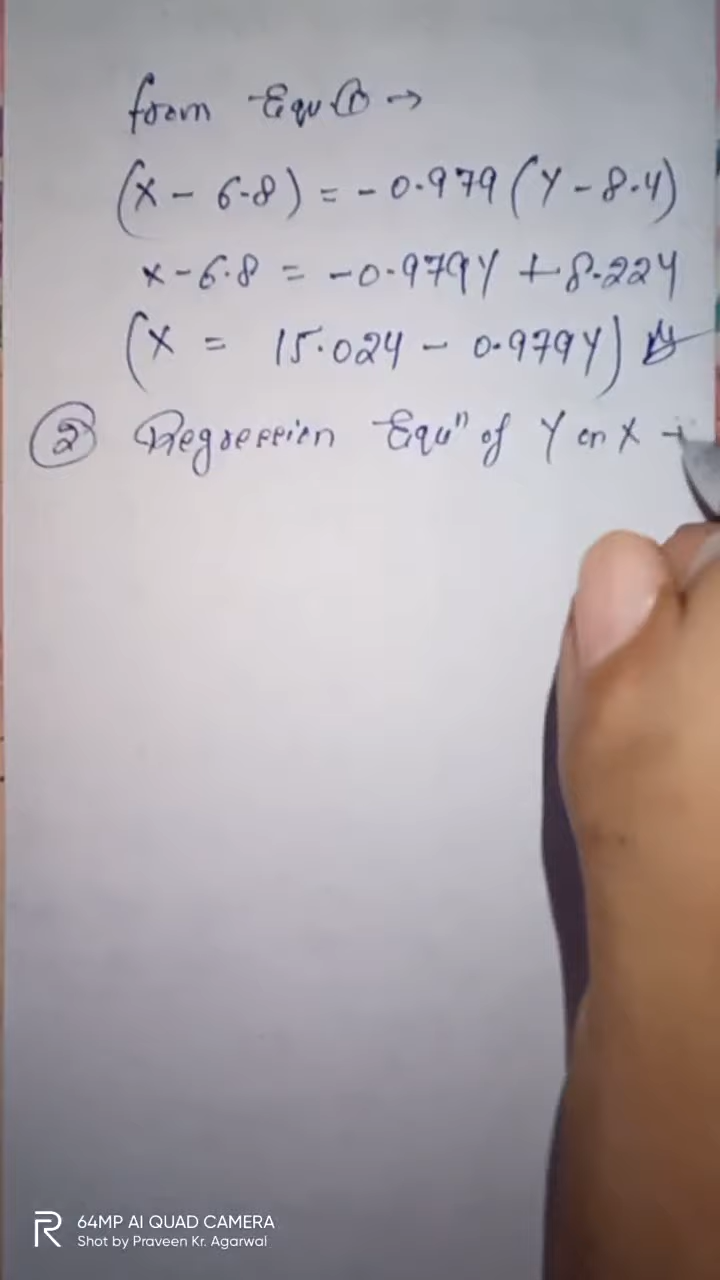 from Equ ① →
(X - 6.8) = -0.979 (Y - 8.4)
x - 6.8 = -0.979Y + 8.224
(X = 15.024 - 0.979Y)
② Regression Equⁿ of Y on X
64MP AI QUAD CAMERA
Shot by Praveen Kr. Agarwal